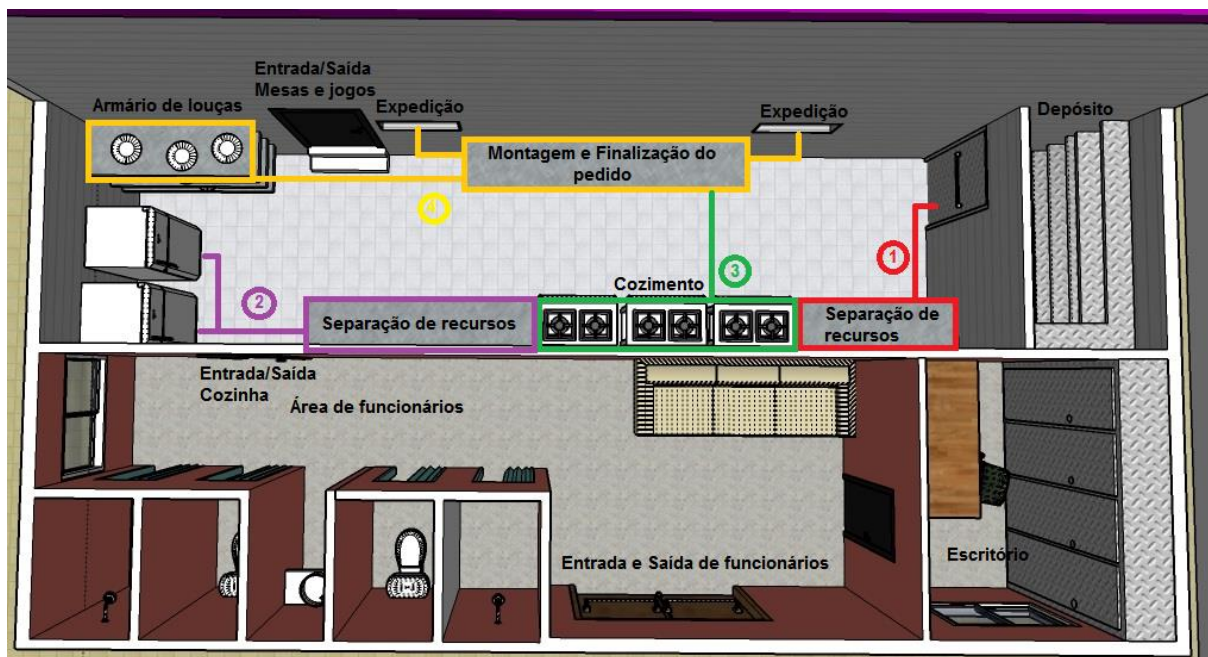 Entrada/Saída
Mesas e jogos
Armário de louças
Expedição
Expedição
Depósito
Montagem e Finalização do
pedido
4
1
3
2
Cozimento
Separação de recursos
Separação de
recursos
Entrada/Saída
Cozinha
Área de funcionários
Entrada e Saída de funcionários
Escritório